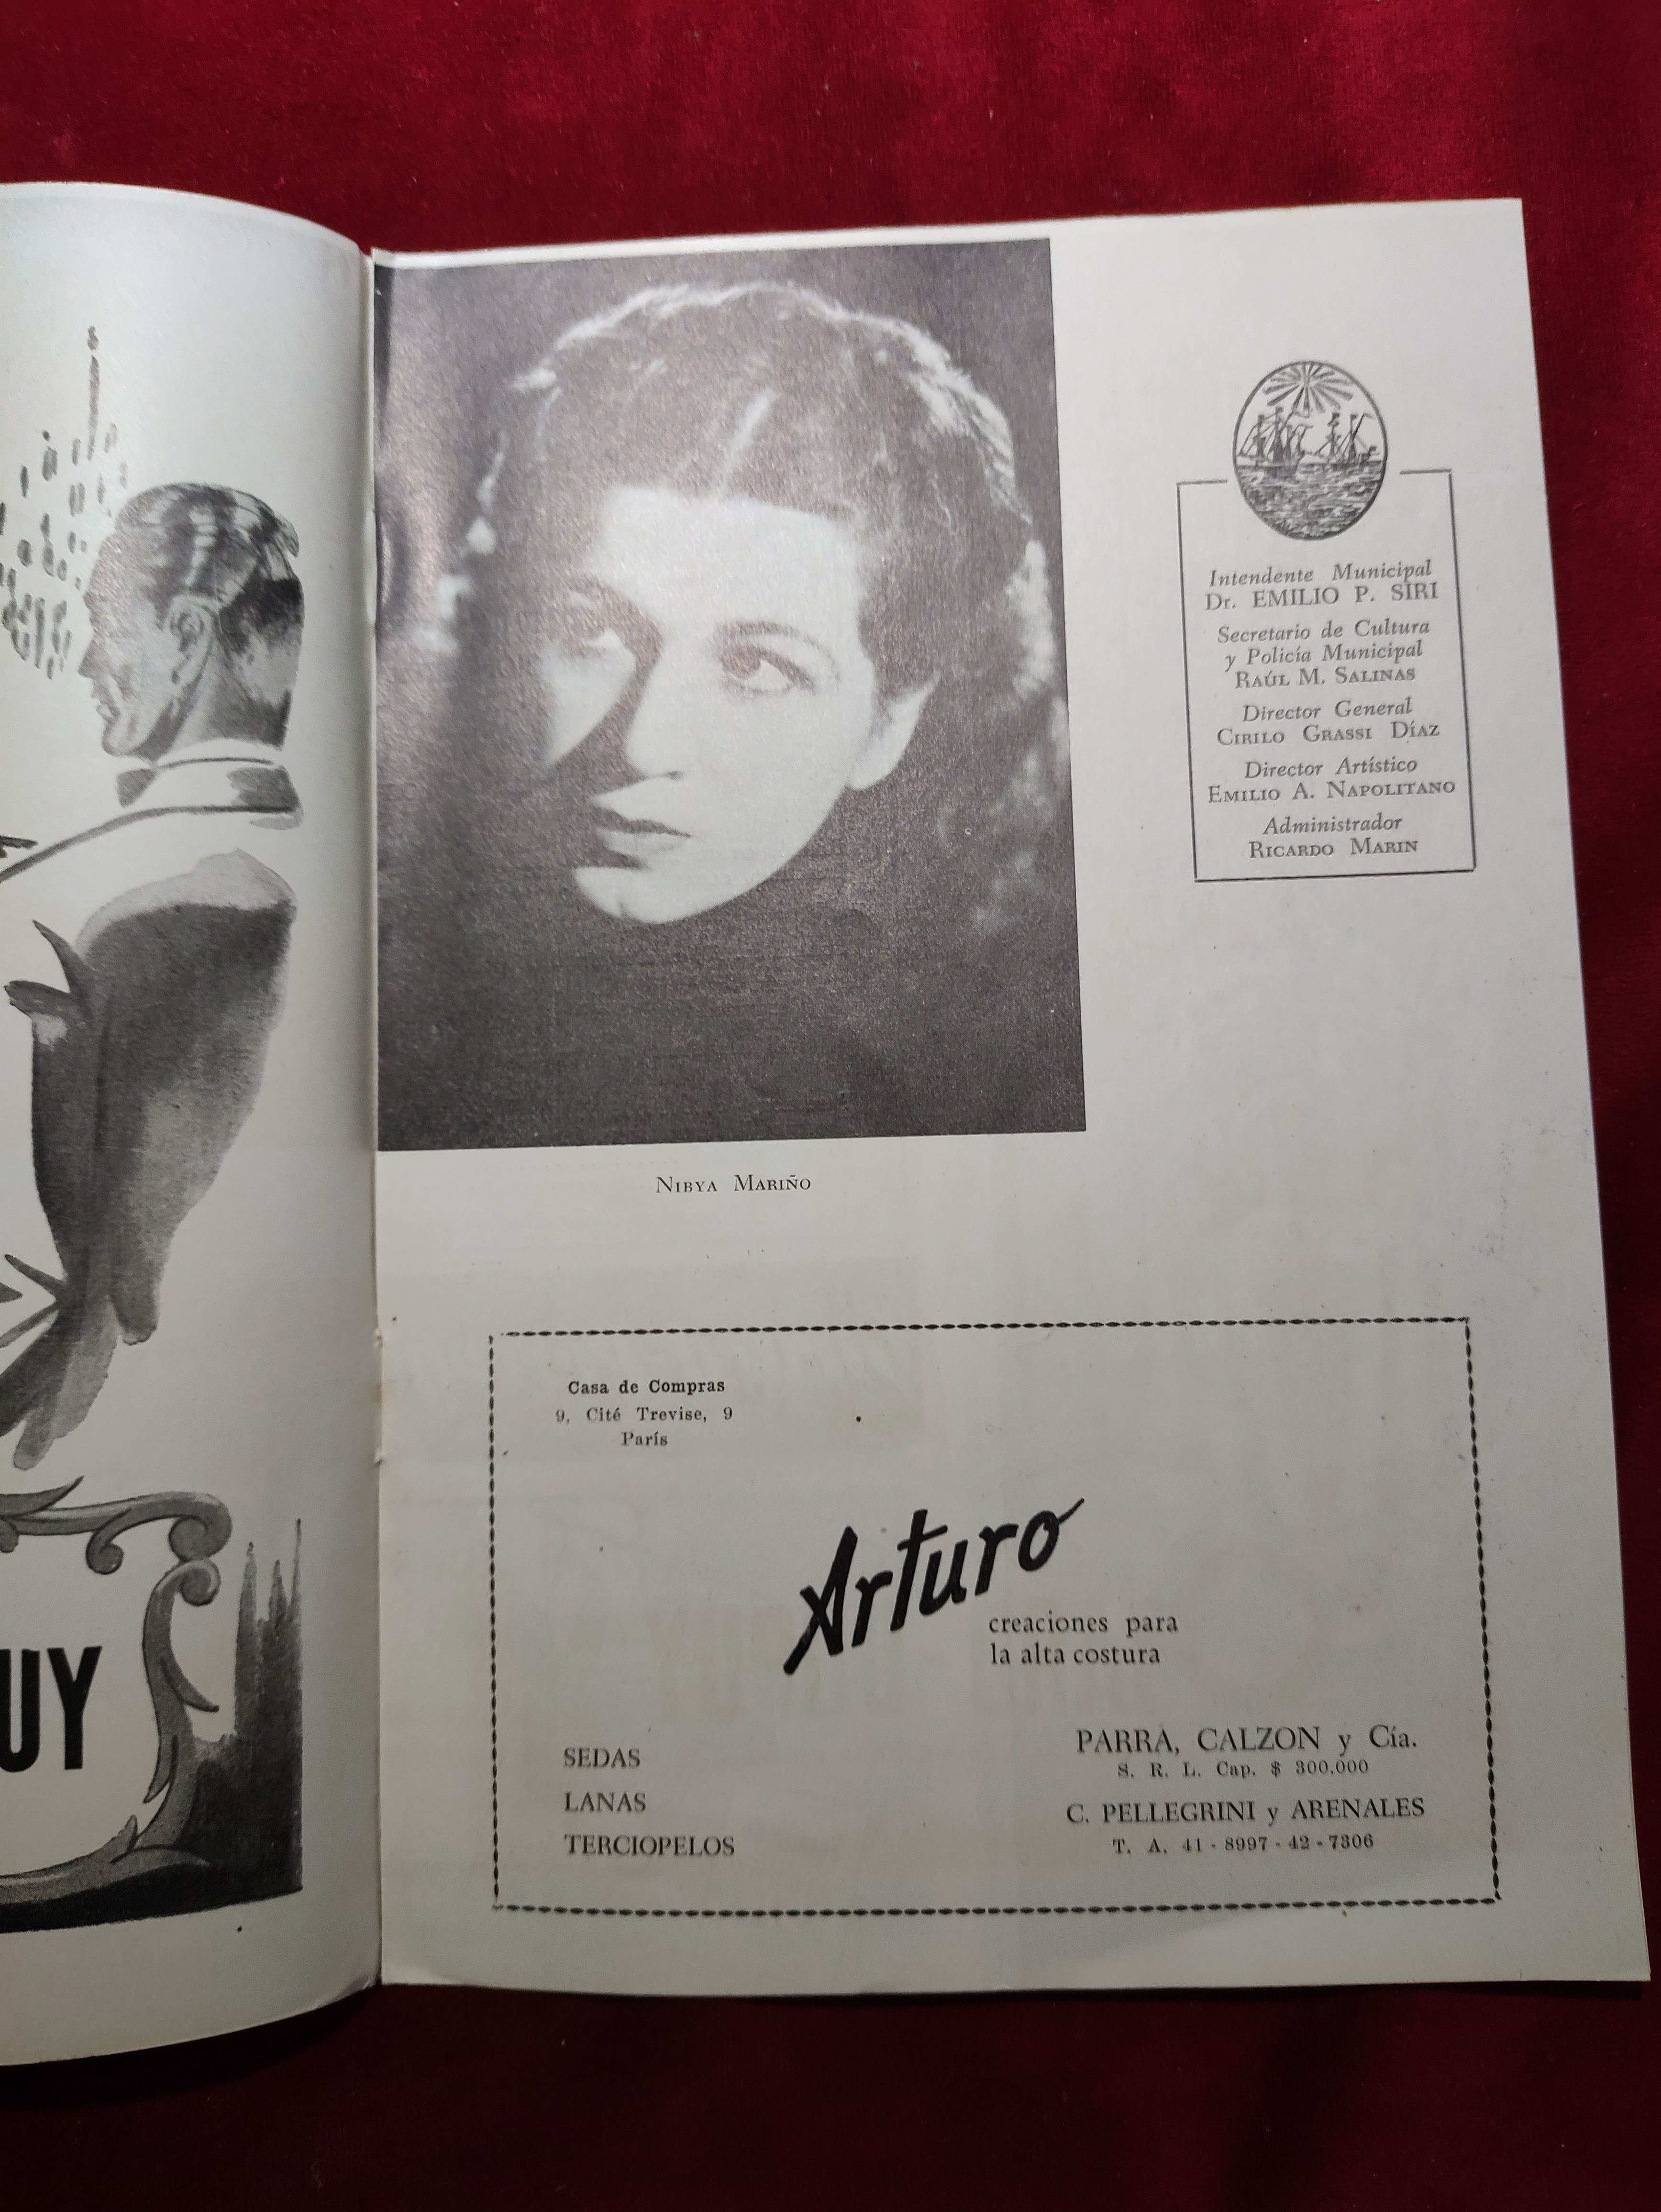 UY
Intendente Municipal
Dr. EMILIO P. SIRI
Secretario de Cultura
y Policía Municipal
RAÚL M. SALINAS
Director General
CIRILO GRASSI DÍAZ
Director Artístico
EMILIO A. NAPOLITANO
Administrador
RICARDO MARIN
NIBYA MARIÑO
Casa de Compras
9, Cité Trevise, 9
París
Arturo
creaciones para
la alta costura
SEDAS
LANAS
TERCIOPELOS
PARRA, CALZON y Cía.
S. R. L. Cap. $ 300.000
C. PELLEGRINI y ARENALES
T. A. 41 - 8997 - 42 - 7306